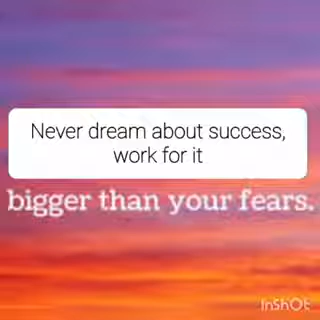 Never dream about success,
work for it
bigger than your fears.
InShOt